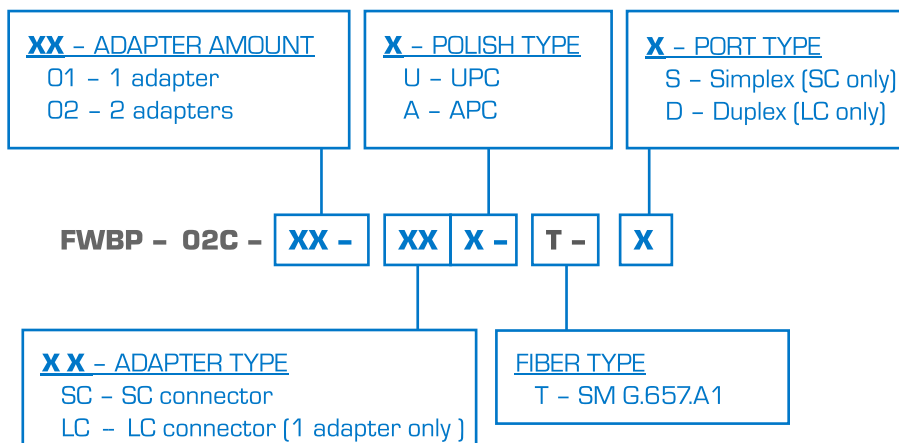 XX – ADAPTER AMOUNT
01 – 1 adapter
02 – 2 adapters
X – POLISH TYPE
U – UPC
A – APC
X – PORT TYPE
S – Simplex (SC only)
D – Duplex (LC only)
FWBP – 02C – XX – XX X – T – X
X X – ADAPTER TYPE
SC – SC connector
LC – LC connector (1 adapter only )
FIBER TYPE
T – SM G.657.A1